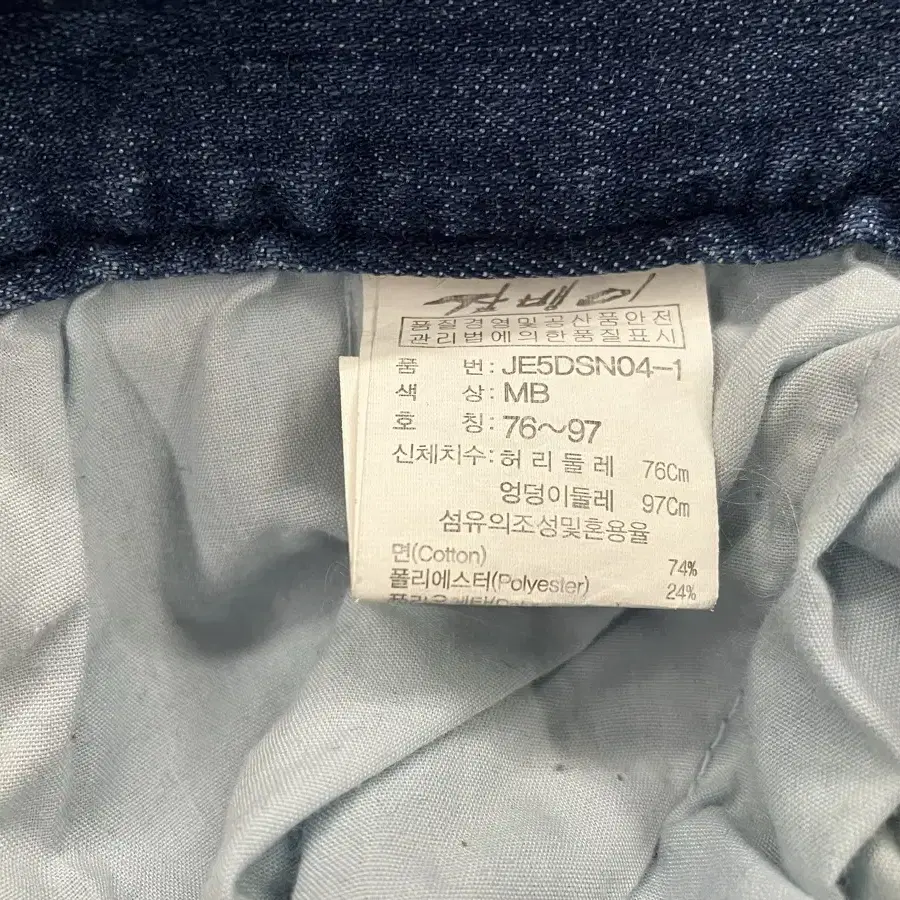 품질경영및공산품안전
관리법에의한품질표시
품 번: JE5DSN04-1
색 상: MB
호 칭: 76~97
신체치수: 허 리 둘 레 76Cm
엉덩이둘레 97Cm
섬유의조성및혼용율
면(Cotton) 74%
폴리에스터(Polyester) 24%